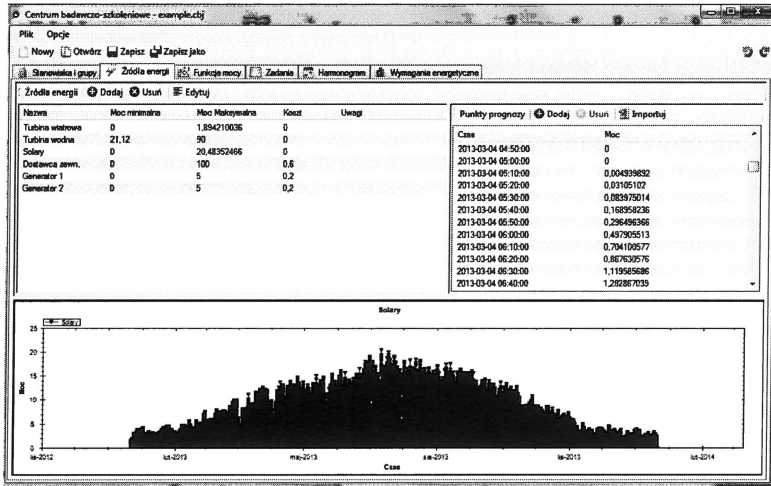 Centrum badawczo-szkoleniowe - example.cbj
Plik Opcje
Nowy Otwórz Zapisz Zapisz jako
Stanowiska i grupy Źródła energii Funkcje mocy Zadania Harmonogram Wymagania energetyczne
Źródła energii Dodaj Usuń Edytuj
Nazwa Moc minimalna Moc Maksymalna Koszt Uwagi
Turbina wiatrowa 0 1,894210036 0
Turbina wodna 21,12 90 0
Solary 0 20,48352466 0
Dostawca zewn. 0 100 0,6
Generator 1 0 5 0,2
Generator 2 0 5 0,2
Punkty prognozy Dodaj Usuń Importuj
Czas Moc
2013-03-04 04:50:00 0
2013-03-04 05:00:00 0
2013-03-04 05:10:00 0,004939892
2013-03-04 05:20:00 0,03105102
2013-03-04 05:30:00 0,083975014
2013-03-04 05:40:00 0,168958236
2013-03-04 05:50:00 0,296496366
2013-03-04 06:00:00 0,497905513
2013-03-04 06:10:00 0,704100577
2013-03-04 06:20:00 0,867630576
2013-03-04 06:30:00 1,119585686
2013-03-04 06:40:00 1,282867035
Solary
Solary
Moc
25
20
15
10
5
0
lis-2012 lut-2013 maj-2013 sie-2013 lis-2013 lut-2014
Czas